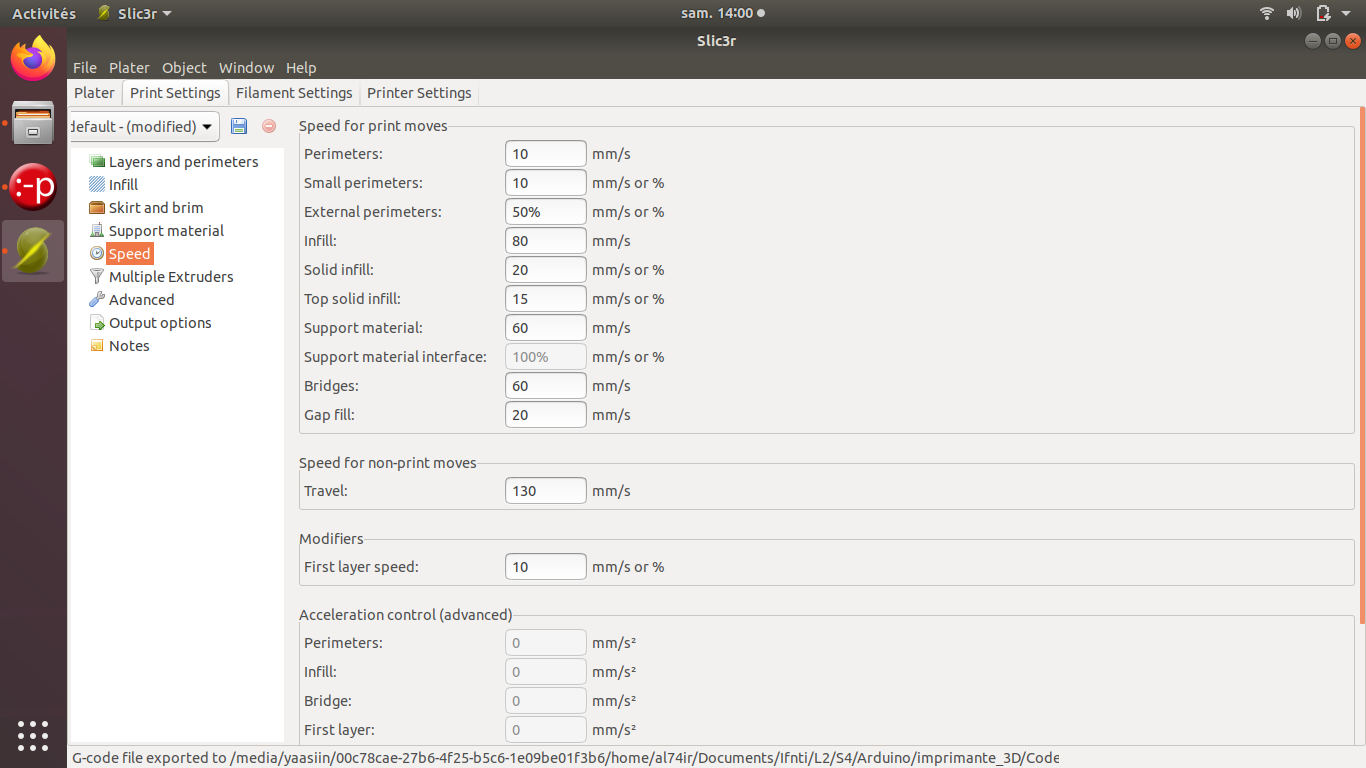 Activités Slic3r sam. 14:00
Slic3r
File Plater Object Window Help
Plater Print Settings Filament Settings Printer Settings
default - (modified)
Layers and perimeters
Infill
Skirt and brim
Support material
Speed
Multiple Extruders
Advanced
Output options
Notes
Speed for print moves
Perimeters: 10 mm/s
Small perimeters: 10 mm/s or %
External perimeters: 50% mm/s or %
Infill: 80 mm/s
Solid infill: 20 mm/s or %
Top solid infill: 15 mm/s or %
Support material: 60 mm/s
Support material interface: 100% mm/s or %
Bridges: 60 mm/s
Gap fill: 20 mm/s
Speed for non-print moves
Travel: 130 mm/s
Modifiers
First layer speed: 10 mm/s or %
Acceleration control (advanced)
Perimeters: 0 mm/s²
Infill: 0 mm/s²
Bridge: 0 mm/s²
First layer: 0 mm/s²
G-code file exported to /media/yaasiin/00c78cae-27b6-4f25-b5c6-1e09be01f3b6/home/al74ir/Documents/Ifnti/L2/S4/Arduino/imprimante_3D/Code
:-p